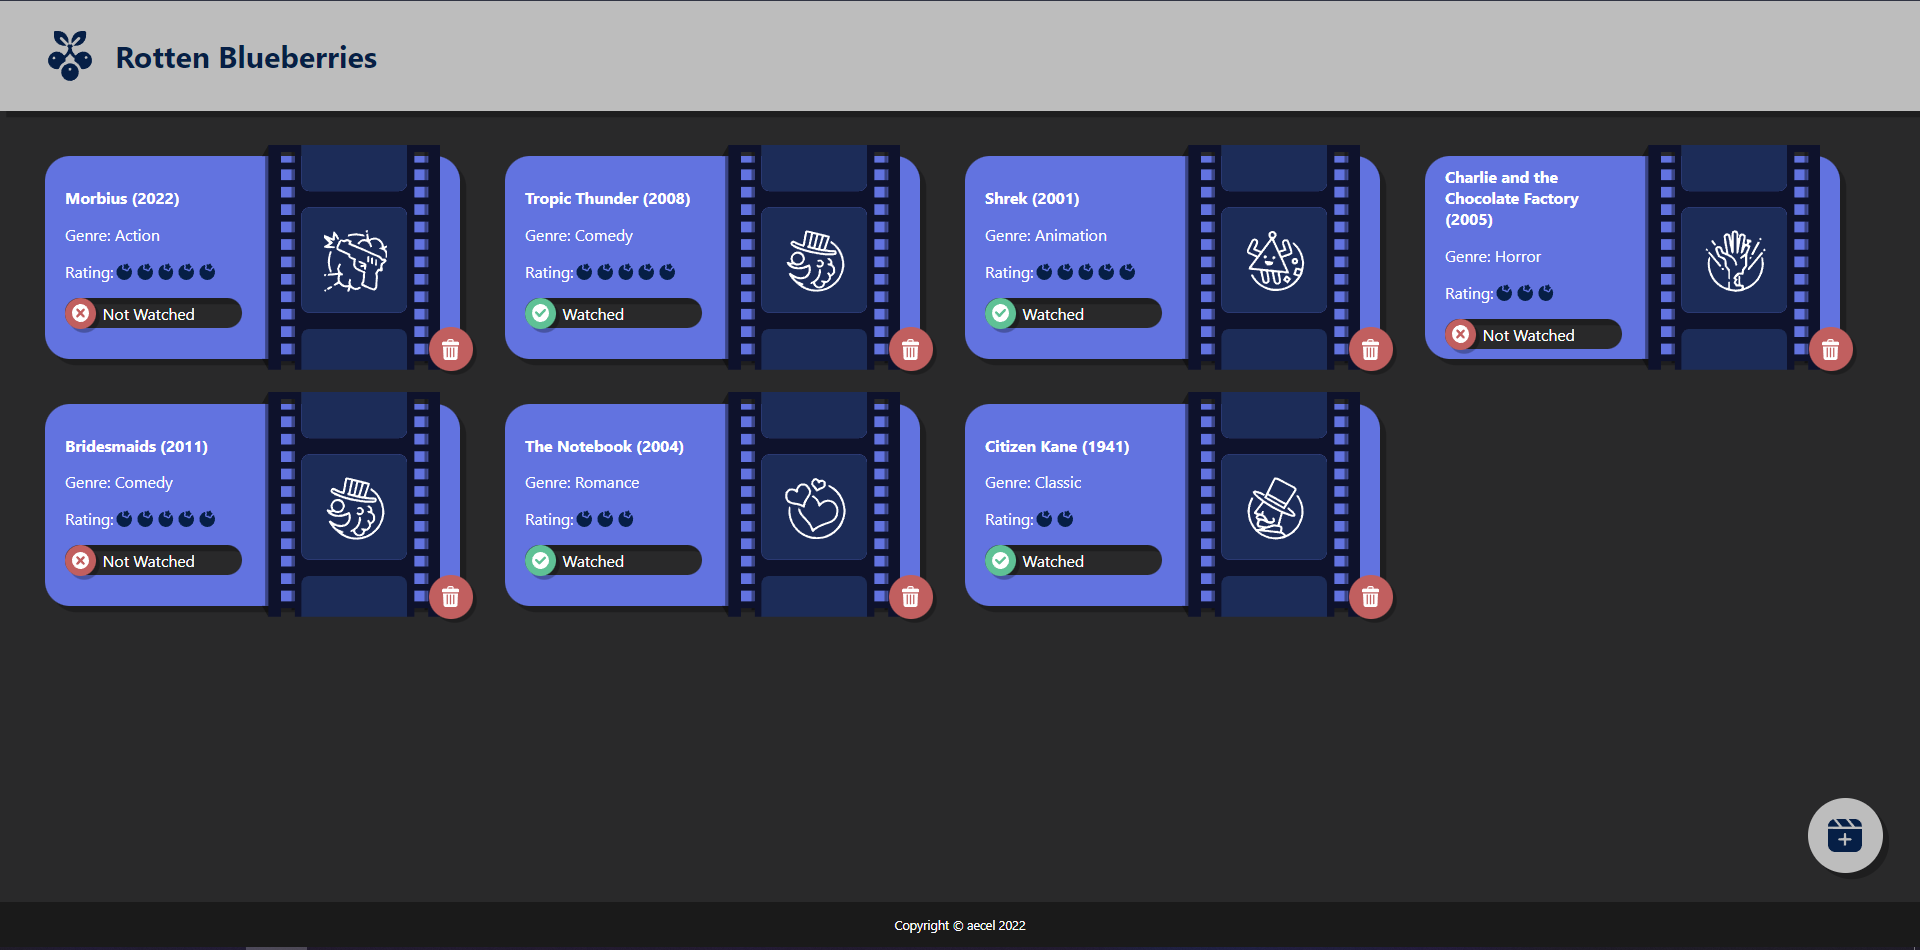 Rotten Blueberries
Morbius (2022)
Genre: Action
Rating:
Not Watched
Tropic Thunder (2008)
Genre: Comedy
Rating:
Watched
Shrek (2001)
Genre: Animation
Rating:
Watched
Charlie and the
Chocolate Factory
(2005)
Genre: Horror
Rating:
Not Watched
Bridesmaids (2011)
Genre: Comedy
Rating:
Not Watched
The Notebook (2004)
Genre: Romance
Rating:
Watched
Citizen Kane (1941)
Genre: Classic
Rating:
Watched
Copyright © aecel 2022